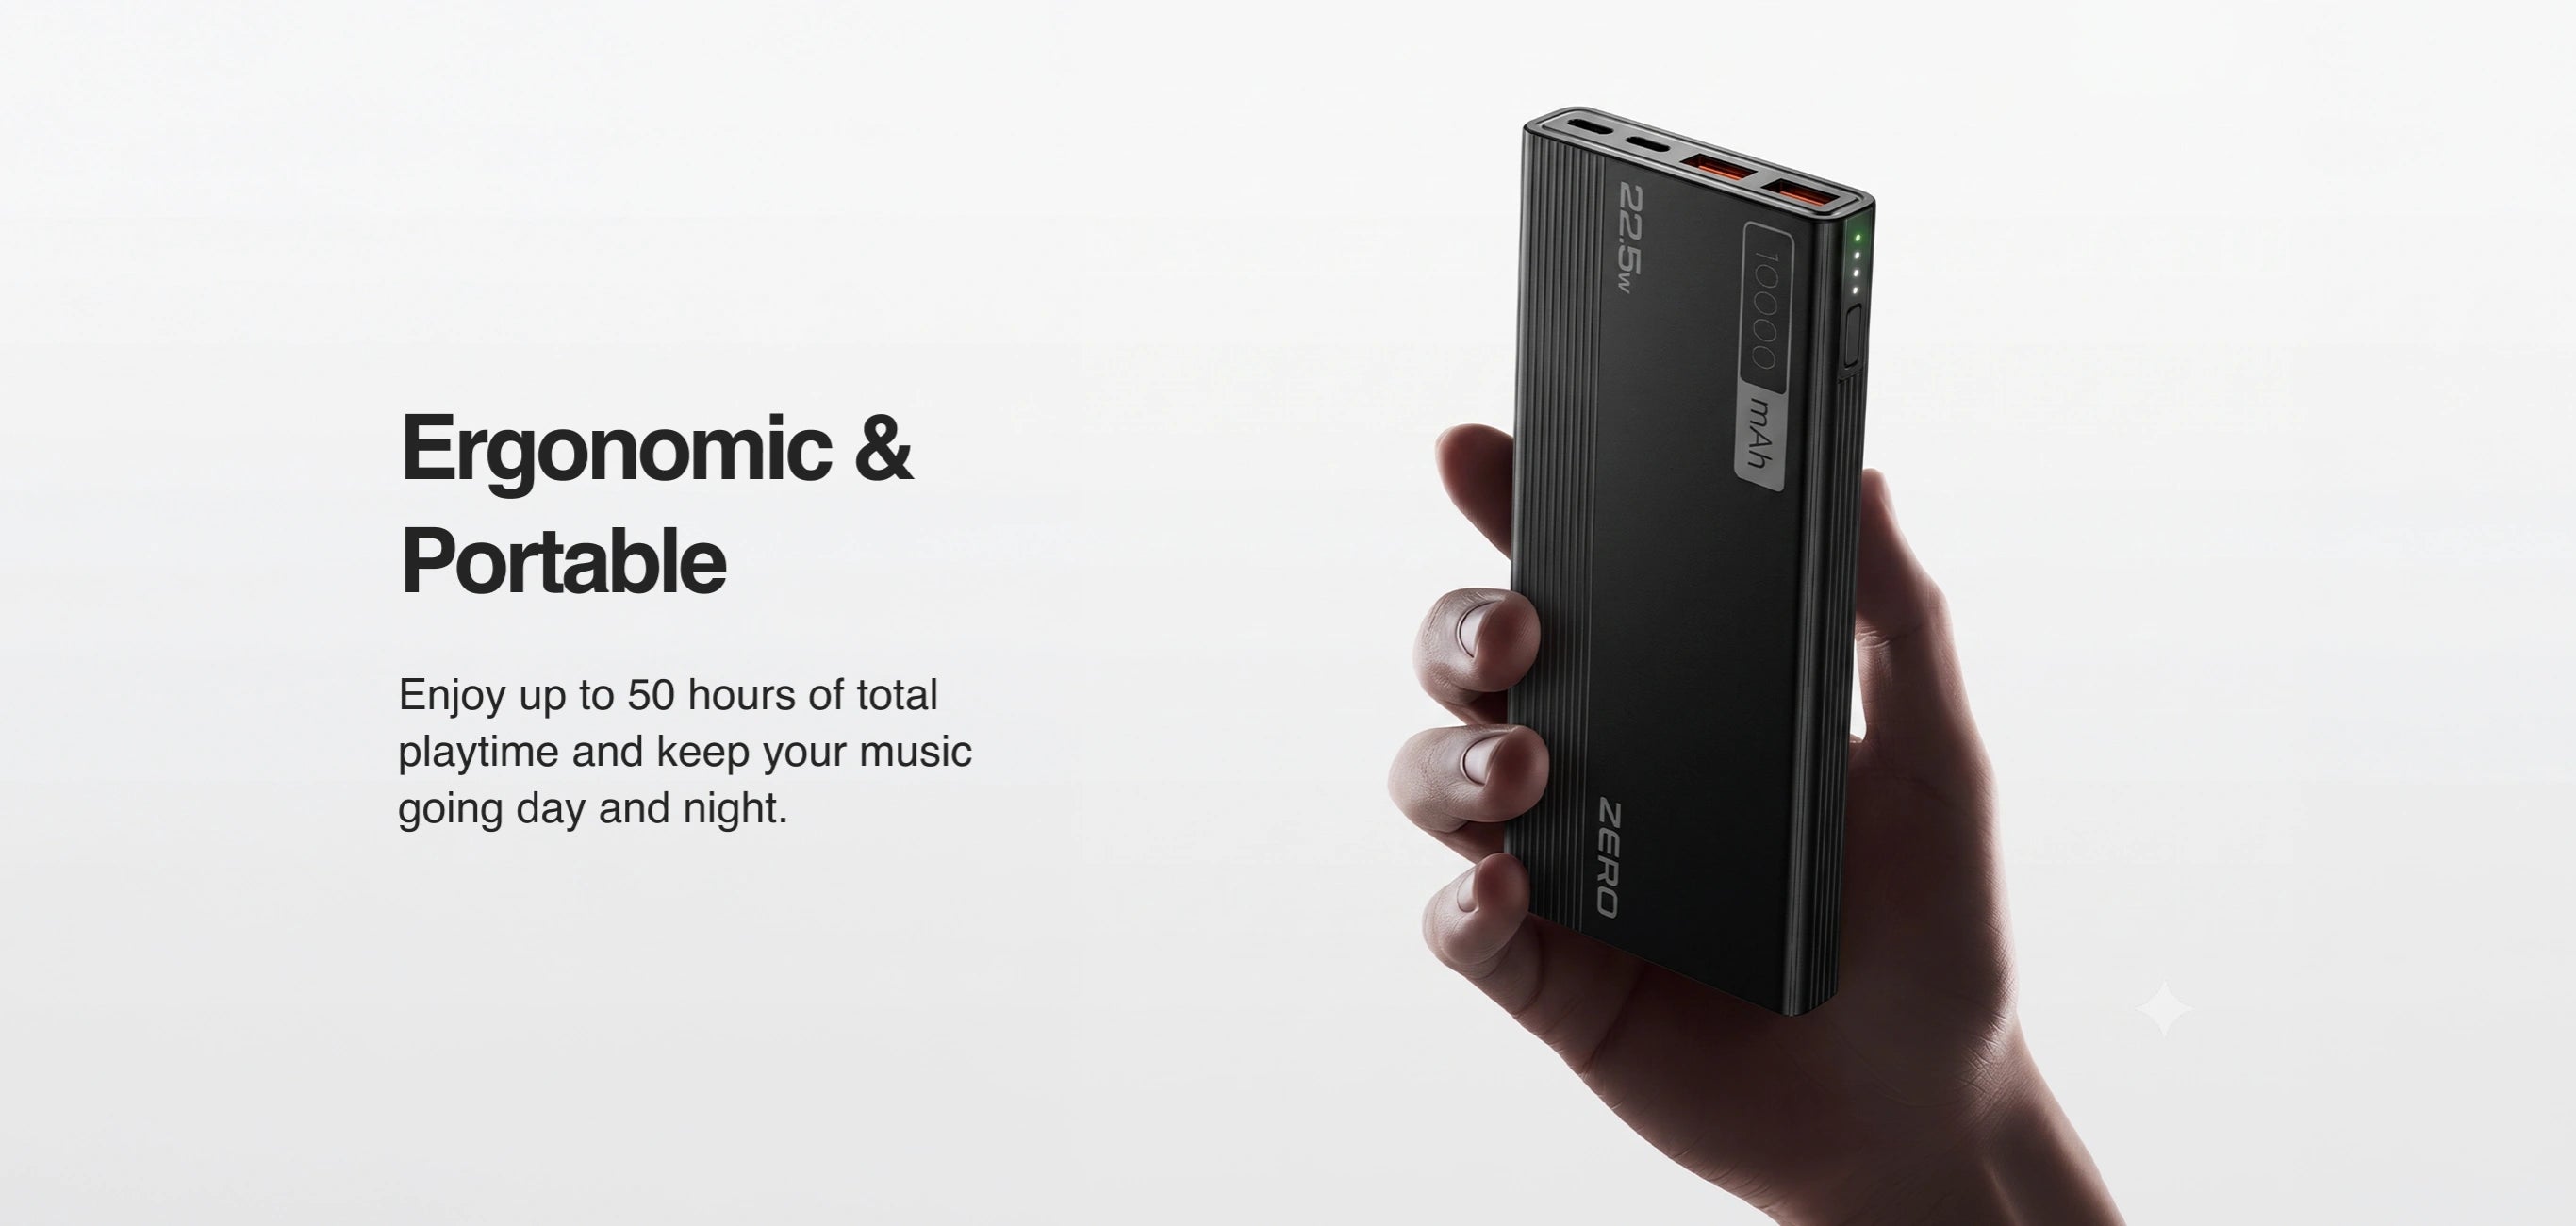 Ergonomic &
Portable
Enjoy up to 50 hours of total
playtime and keep your music
going day and night.
22.5w
10000 mAh
ZERO